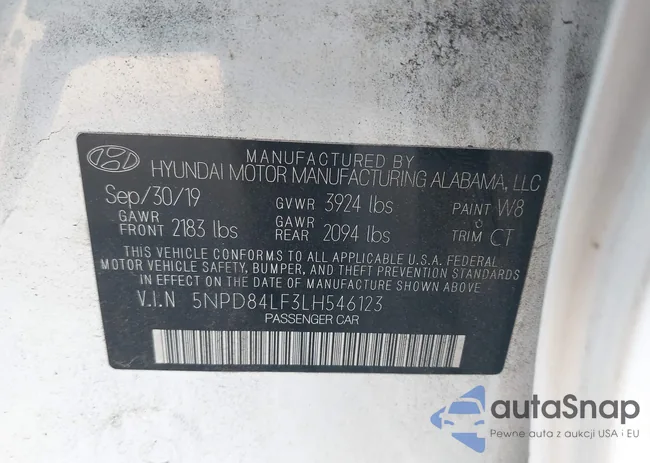 MANUFACTURED BY
HYUNDAI MOTOR MANUFACTURING ALABAMA, LLC
Sep/30/19 GVWR 3924 lbs PAINT W8
GAWR FRONT 2183 lbs GAWR REAR 2094 lbs TRIM CT
THIS VEHICLE CONFORMS TO ALL APPLICABLE U.S.A. FEDERAL
MOTOR VEHICLE SAFETY, BUMPER, AND THEFT PREVENTION STANDARDS
IN EFFECT ON THE DATE OF MANUFACTURE SHOWN ABOVE.
V.I.N 5NPD84LF3LH546123
PASSENGER CAR
autaSnap
Pewne auta z aukcji USA i EU